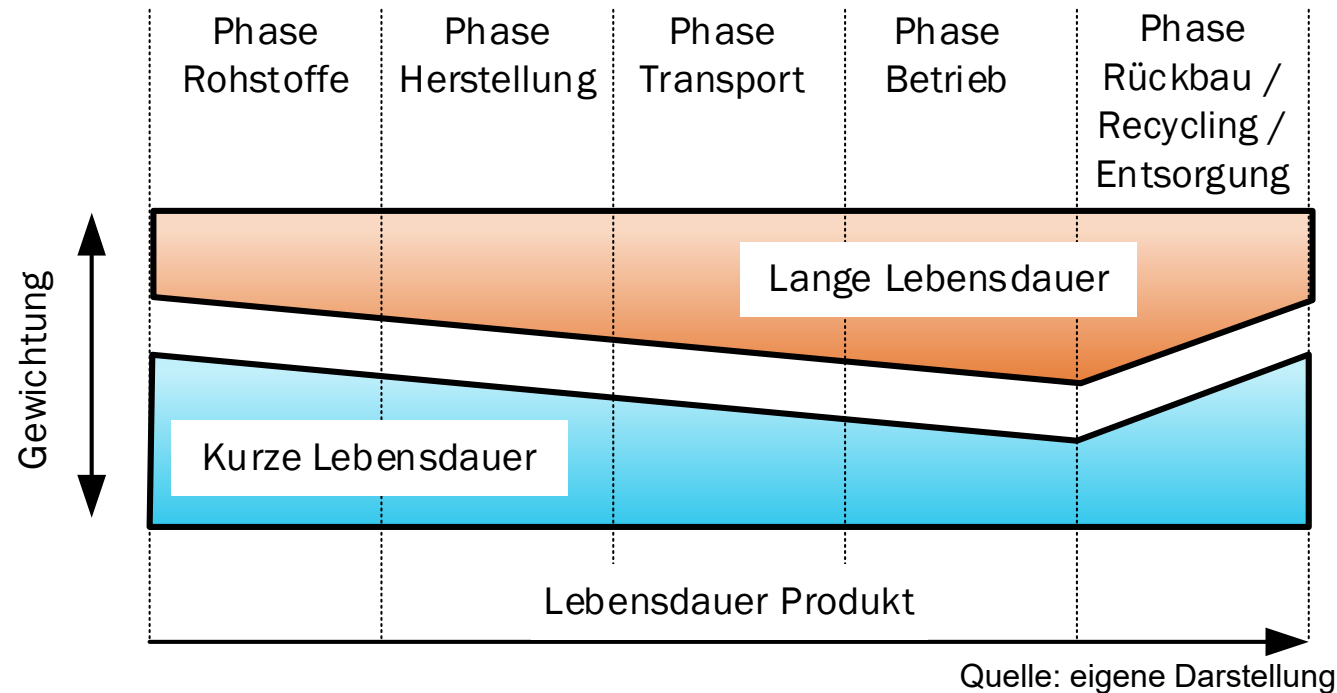 Phase
Rohstoffe
Phase
Herstellung
Phase
Transport
Phase
Betrieb
Phase
Rückbau /
Recycling /
Entsorgung
Gewichtung
Lange Lebensdauer
Kurze Lebensdauer
Lebensdauer Produkt
Quelle: eigene Darstellung